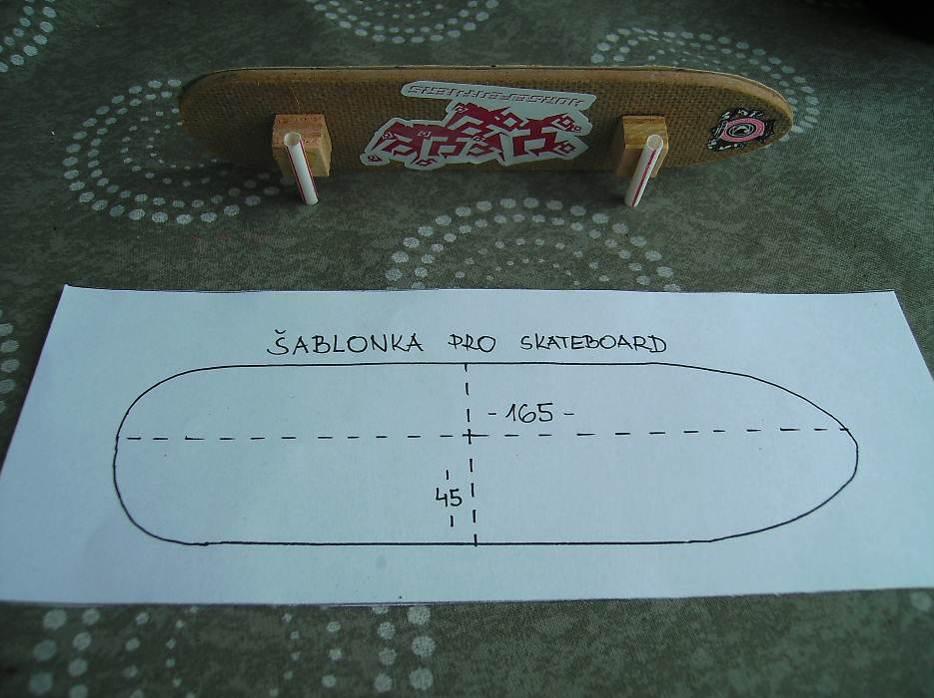 ŠABLONKA PRO SKATEBOARD
- 165 -
45